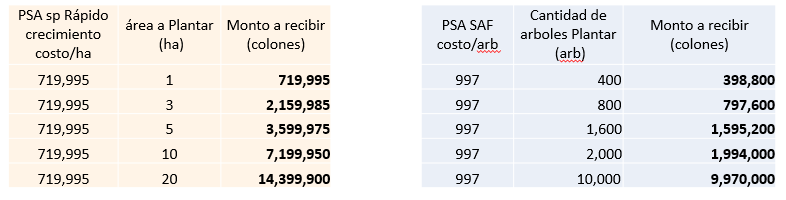 PSA sp Rápido crecimiento costo/ha área a Plantar (ha) Monto a recibir (colones)
719,995 1 719,995
719,995 3 2,159,985
719,995 5 3,599,975
719,995 10 7,199,950
719,995 20 14,399,900
PSA SAF costo/arb Cantidad de arboles Plantar (arb) Monto a recibir (colones)
997 400 398,800
997 800 797,600
997 1,600 1,595,200
997 2,000 1,994,000
997 10,000 9,970,000